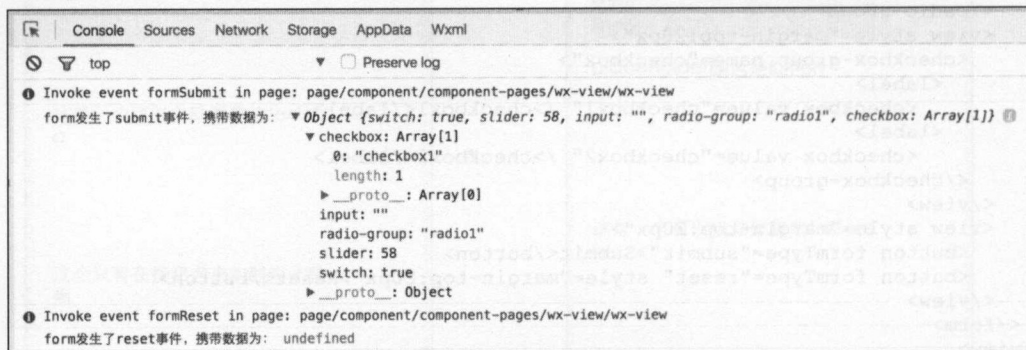 Console Sources Network Storage AppData Wxml
top Preserve log
Invoke event formSubmit in page: page/component/component-pages/wx-view/wx-view
form发生了submit事件，携带数据为： ▼Object {switch: true, slider: 58, input: "", radio-group: "radio1", checkbox: Array[1]}
▼checkbox: Array[1]
0: "checkbox1"
length: 1
▶__proto__: Array[0]
input: ""
radio-group: "radio1"
slider: 58
switch: true
▶__proto__: Object
Invoke event formReset in page: page/component/component-pages/wx-view/wx-view
form发生了reset事件，携带数据为： undefined